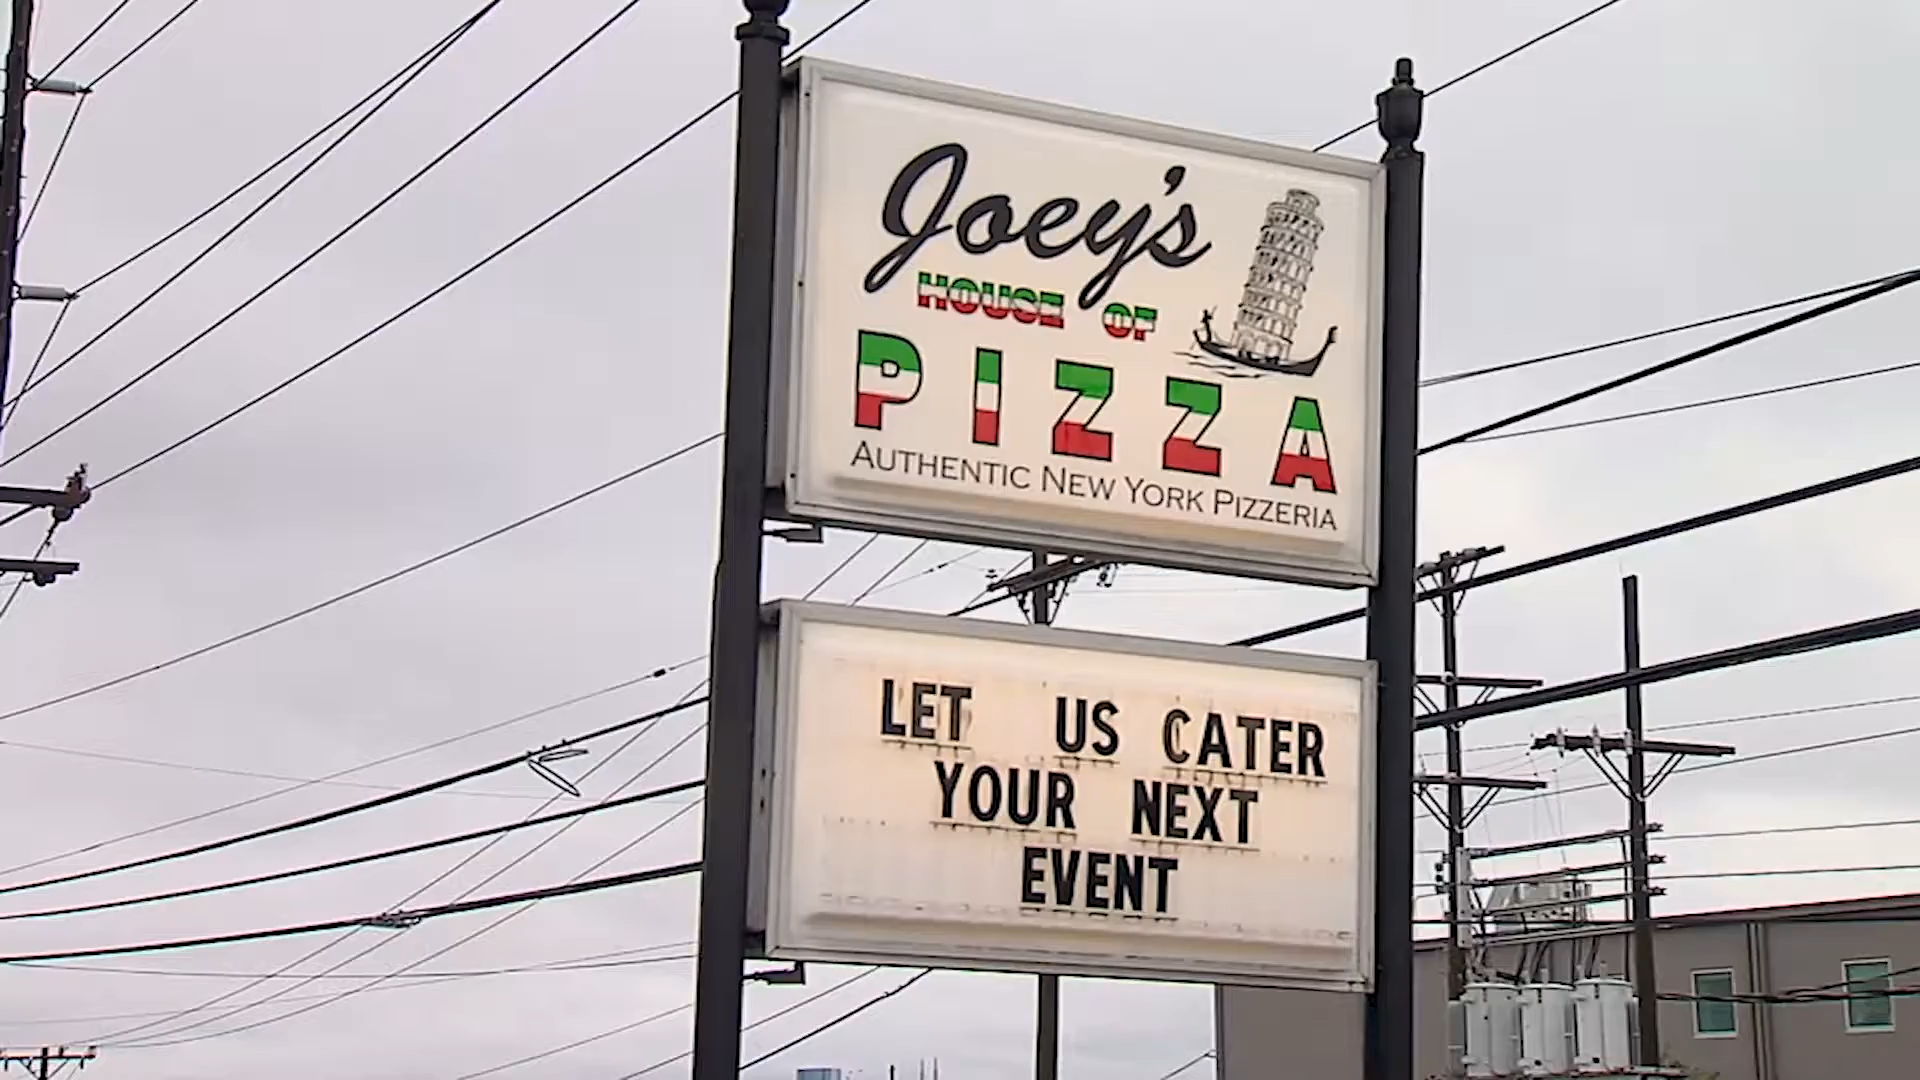 Joey's
HOUSE OF
PIZZA
AUTHENTIC NEW YORK PIZZERIA
LET US CATER
YOUR NEXT
EVENT